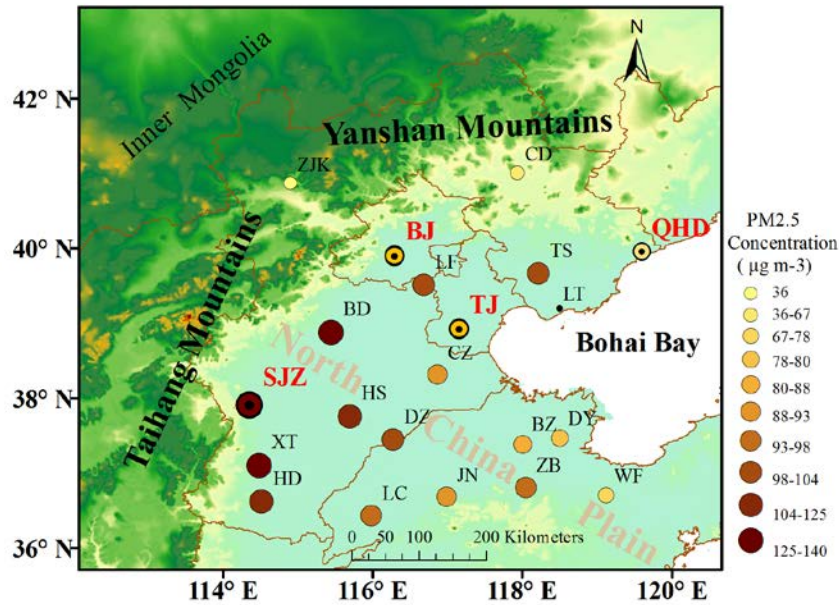 N
42° N
Inner Mongolia
Yanshan Mountains
ZJK
CD
PM2.5
Concentration
( μg m-3)
40° N
BJ
QHD
LF
TS
36
36-67
67-78
78-80
80-88
88-93
93-98
98-104
104-125
125-140
Taihang Mountains
BD
TJ
LT
Bohai Bay
CZ
North
China
Plain
38° N
SJZ
HS
DZ
BZ
DY
XT
HD
LC
JN
ZB
WF
0 50 100 200 Kilometers
36° N
114° E
116° E
118° E
120° E